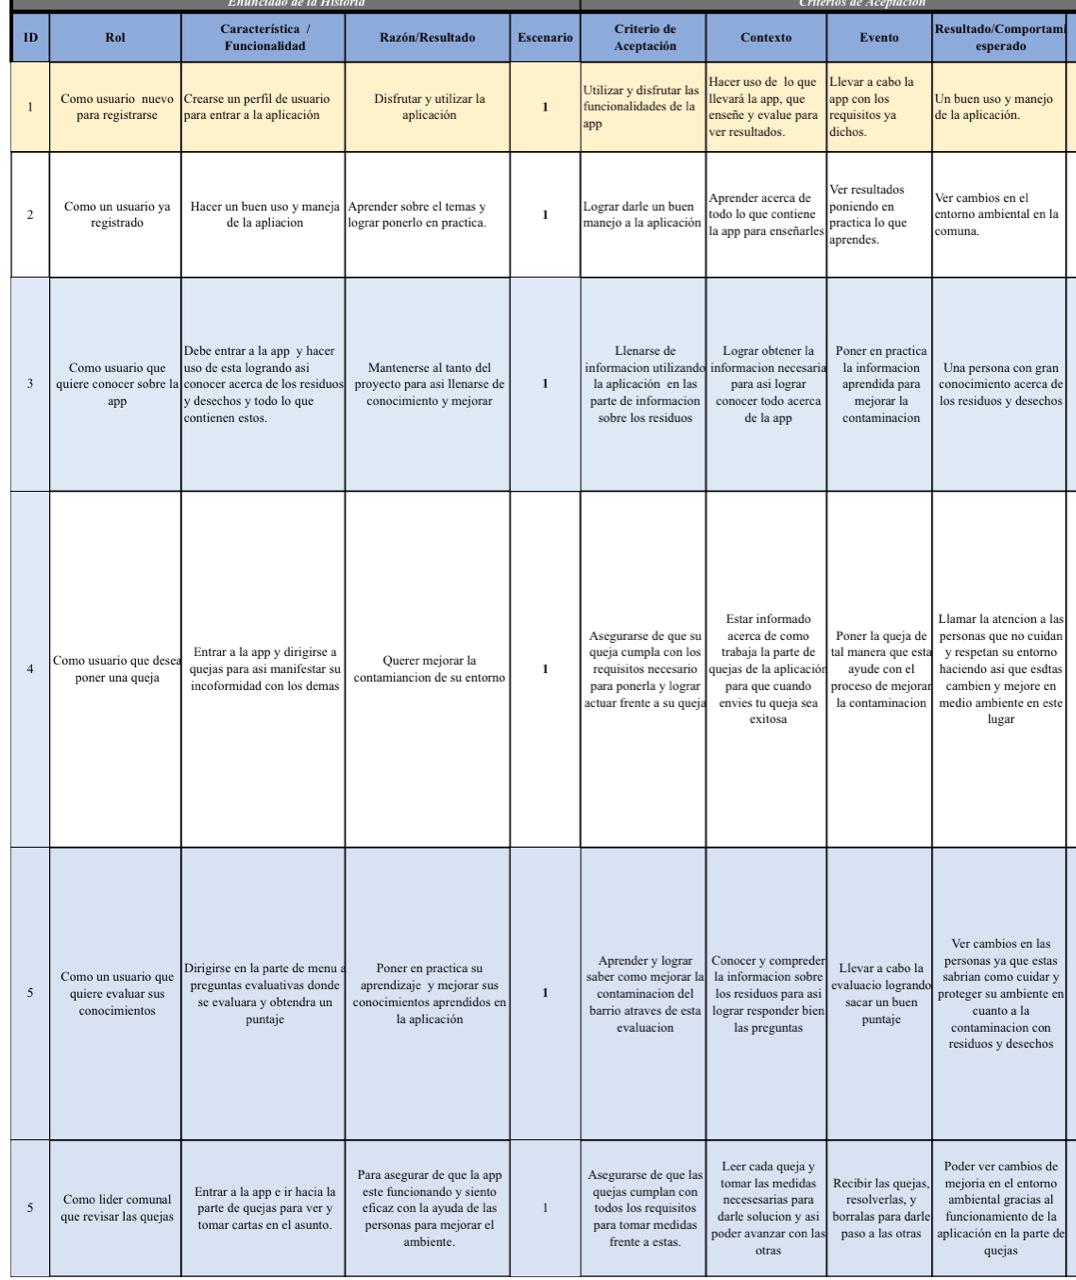 Enunciado de la Historia
Criterios de Aceptación
ID
Rol
Característica /
Funcionalidad
Razón/Resultado
Escenario
Criterio de
Aceptación
Contexto
Evento
Resultado/Comportami
esperado
1
Como usuario nuevo
para registrarse
Crearse un perfil de usuario
para entrar a la aplicación
Disfrutar y utilizar la
aplicación
1
Utilizar y disfrutar las
funcionalidades de la
app
Hacer uso de lo que
llevará la app, que
enseñe y evalue para
ver resultados.
Llevar a cabo la
app con los
requisitos ya
dichos.
Un buen uso y manejo
de la aplicación.
2
Como un usuario ya
registrado
Hacer un buen uso y maneja
de la apliacion
Aprender sobre el temas y
lograr ponerlo en practica.
1
Lograr darle un buen
manejo a la aplicación
Aprender acerca de
todo lo que contiene
la app para enseñarles
Ver resultados
poniendo en
practica lo que
aprendes.
Ver cambios en el
entorno ambiental en la
comuna.
3
Como usuario que
quiere conocer sobre la
app
Debe entrar a la app y hacer
uso de esta logrando asi
conocer acerca de los residuos
y desechos y todo lo que
contienen estos.
Mantenerse al tanto del
proyecto para asi llenarse de
conocimiento y mejorar
1
Llenarse de
informacion utilizando
la aplicación en las
parte de informacion
sobre los residuos
Lograr obtener la
informacion necesaria
para asi lograr
conocer todo acerca
de la app
Poner en practica
la informacion
aprendida para
mejorar la
contaminacion
Una persona con gran
conocimiento acerca de
los residuos y desechos
4
Como usuario que desea
poner una queja
Entrar a la app y dirigirse a
quejas para asi manifestar su
incoformidad con los demas
Querer mejorar la
contamiancion de su entorno
1
Asegurarse de que su
queja cumpla con los
requisitos necesario
para ponerla y lograr
actuar frente a su queja
Estar informado
acerca de como
trabaja la parte de
quejas de la aplicación
para que cuando
envies tu queja sea
exitosa
Poner la queja de
tal manera que esta
ayude con el
proceso de mejorar
la contaminacion
Llamar la atencion a las
personas que no cuidan
y respetan su entorno
haciendo asi que esdtas
cambien y mejore en
medio ambiente en este
lugar
5
Como un usuario que
quiere evaluar sus
conocimientos
Dirigirse en la parte de menu a
preguntas evaluativas donde
se evaluara y obtendra un
puntaje
Poner en practica su
aprendizaje y mejorar sus
conocimientos aprendidos en
la aplicación
1
Aprender y lograr
saber como mejorar la
contaminacion del
barrio atraves de esta
evaluacion
Conocer y compreder
la informacion sobre
los residuos para asi
lograr responder bien
las preguntas
Llevar a cabo la
evaluacio logrando
sacar un buen
puntaje
Ver cambios en las
personas ya que estas
sabrian como cuidar y
proteger su ambiente en
cuanto a la
contaminacion con
residuos y desechos
5
Como lider comunal
que revisar las quejas
Entrar a la app e ir hacia la
parte de quejas para ver y
tomar cartas en el asunto.
Para asegurar de que la app
este funcionando y siento
eficaz con la ayuda de las
personas para mejorar el
ambiente.
1
Asegurarse de que las
quejas cumplan con
todos los requisitos
para tomar medidas
frente a estas.
Leer cada queja y
tomar las medidas
necesesarias para
darle solucion y asi
poder avanzar con las
otras
Recibir las quejas,
resolverlas, y
borralas para darle
paso a las otras
Poder ver cambios de
mejoria en el entorno
ambiental gracias al
funcionamiento de la
aplicación en la parte de
quejas